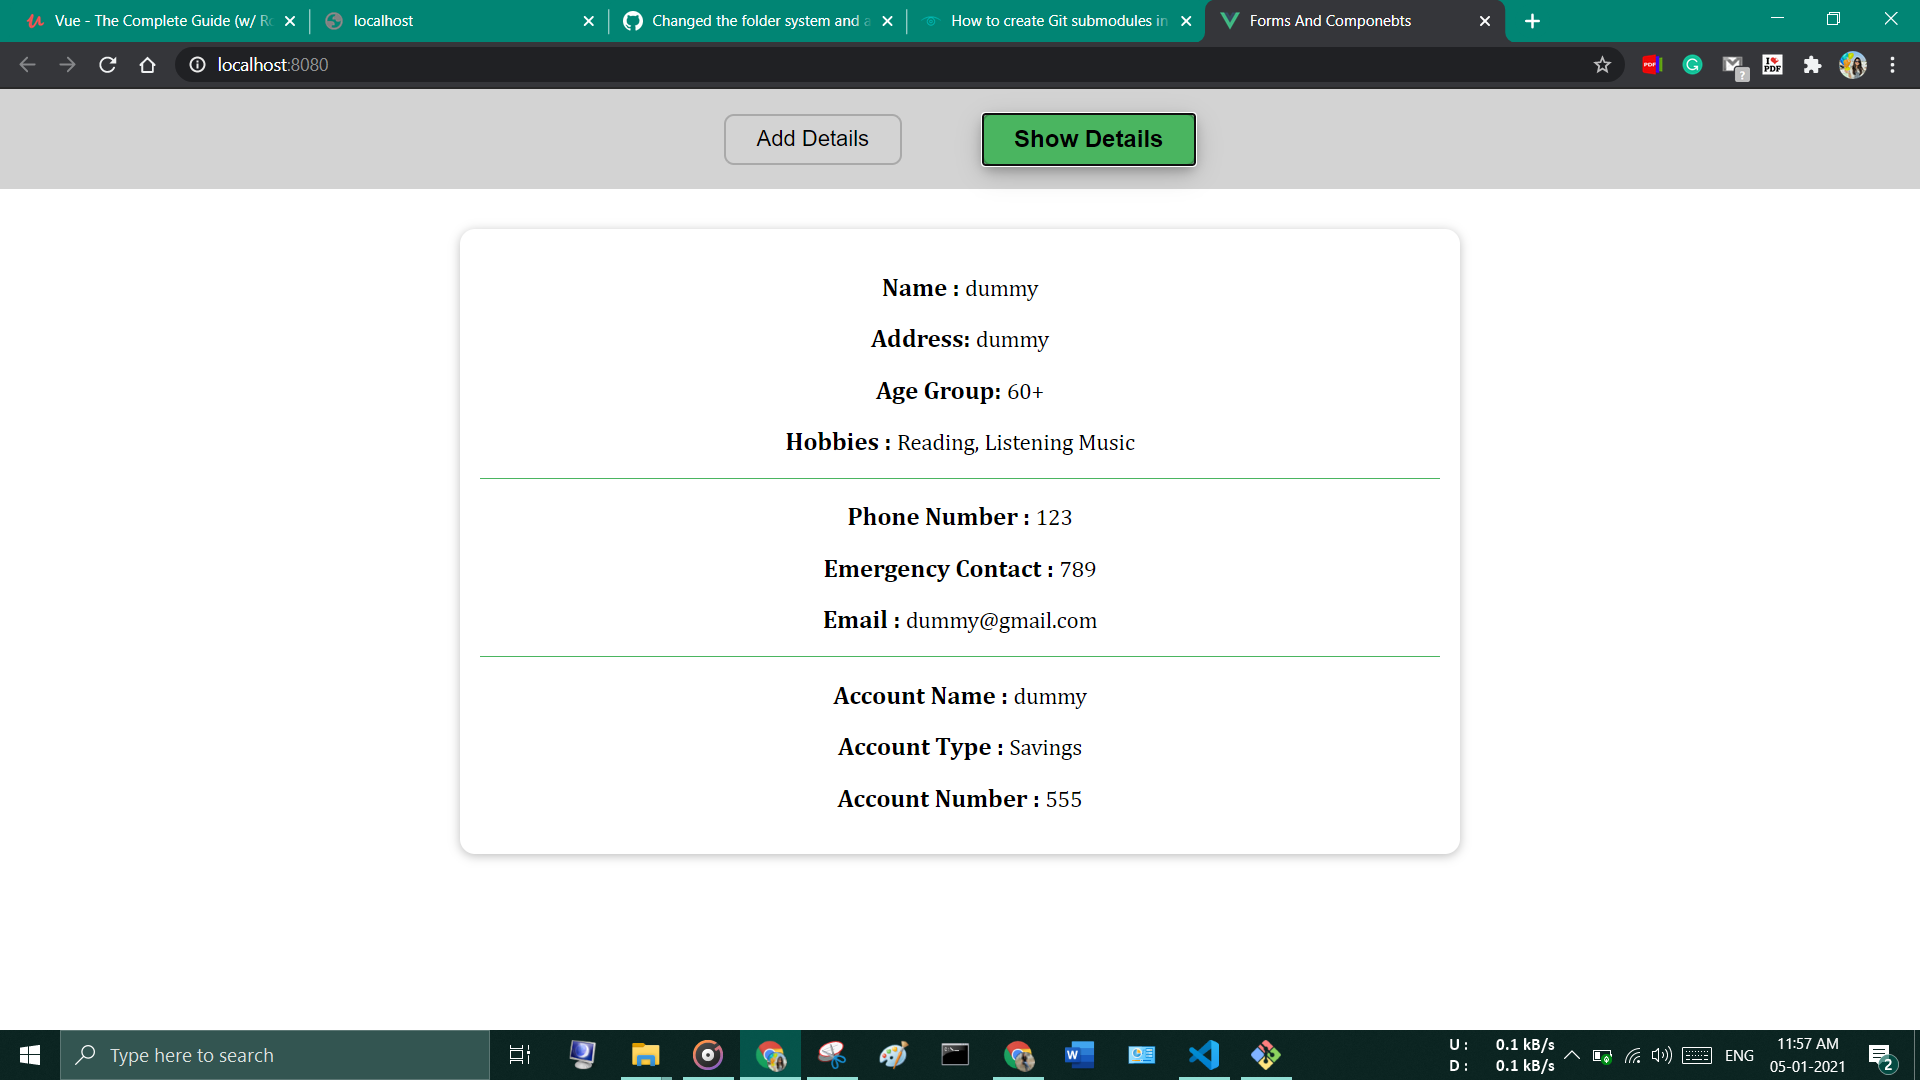 Vue - The Complete Guide (w/ Ro
localhost
Changed the folder system and a
How to create Git submodules in
Forms And Componebts
localhost:8080
Add Details
Show Details
Name : dummy
Address: dummy
Age Group: 60+
Hobbies : Reading, Listening Music
Phone Number : 123
Emergency Contact : 789
Email : dummy@gmail.com
Account Name : dummy
Account Type : Savings
Account Number : 555
Type here to search
U : 0.1 kB/s
D : 0.1 kB/s
ENG
11:57 AM
05-01-2021
2